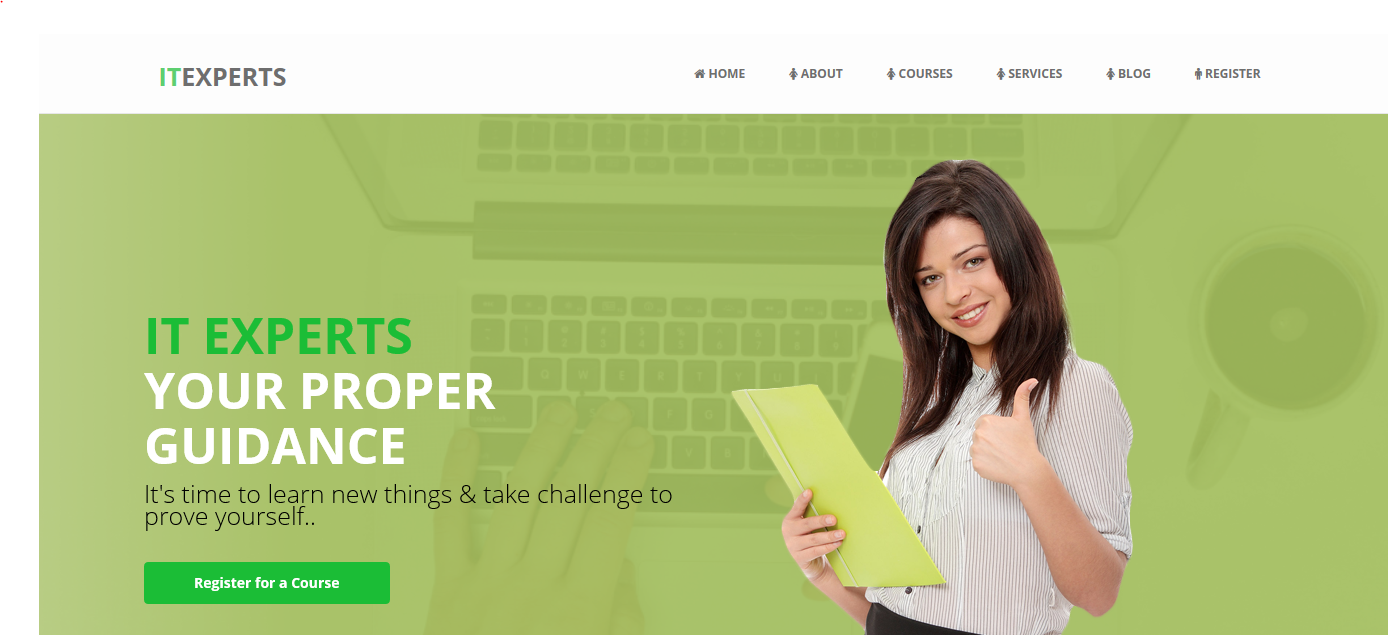 ITEXPERTS
HOME ABOUT COURSES SERVICES BLOG REGISTER
IT EXPERTS
YOUR PROPER
GUIDANCE
It's time to learn new things & take challenge to
prove yourself..
Register for a Course